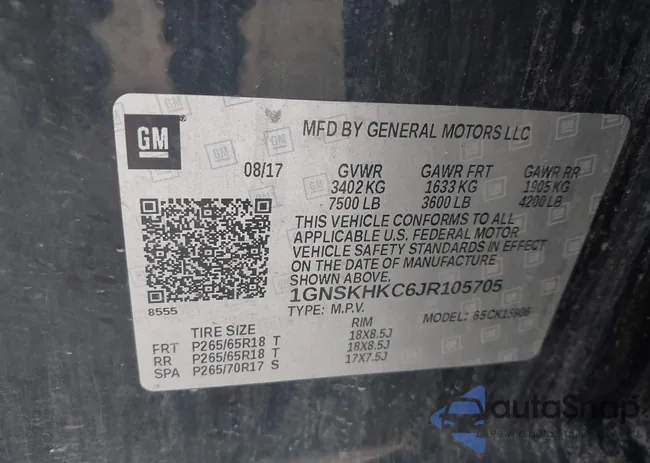 GM
MFD BY GENERAL MOTORS LLC
08/17 GVWR GAWR FRT GAWR RR
3402 KG 1633 KG 1905 KG
7500 LB 3600 LB 4200 LB
THIS VEHICLE CONFORMS TO ALL
APPLICABLE U.S. FEDERAL MOTOR
VEHICLE SAFETY STANDARDS IN EFFECT
ON THE DATE OF MANUFACTURE
SHOWN ABOVE.
1GNSKHKC6JR105705
8555 TYPE: M.P.V. MODEL:
TIRE SIZE RIM
FRT P265/65R18 T 18X8.5J
RR P265/65R18 T 18X8.5J
SPA P265/70R17 S 17X7.5J
autoSnap